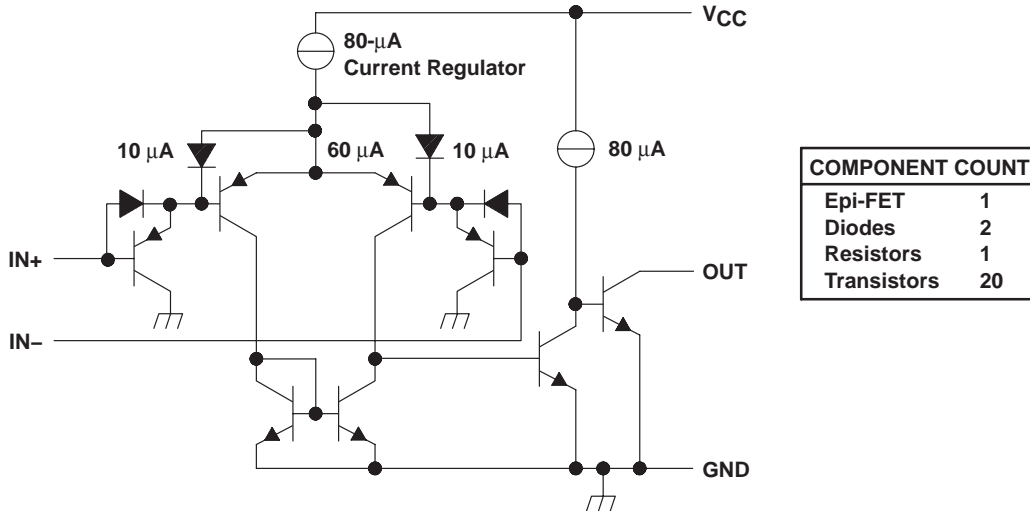 VCC
80-μA
Current Regulator
10 μA
60 μA
10 μA
80 μA
COMPONENT COUNT
Epi-FET 1
Diodes 2
Resistors 1
Transistors 20
IN+
OUT
IN−
GND